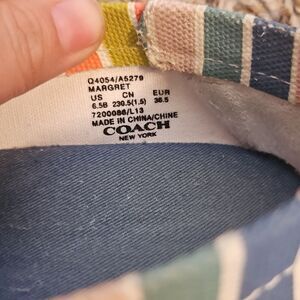 Q4054/A5279
MARGRET
US CN EUR
6.5B 230.5(1.5) 36.5
7200086/L13
MADE IN CHINA/CHINE
COACH
NEW YORK